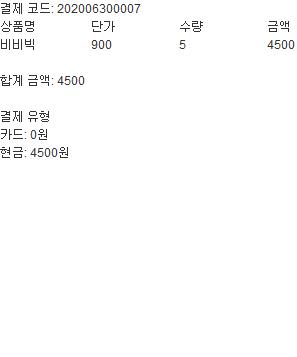 결제 코드: 202006300007
상품명 단가 수량 금액
비비빅 900 5 4500
합계 금액: 4500
결제 유형
카드: 0원
현금: 4500원